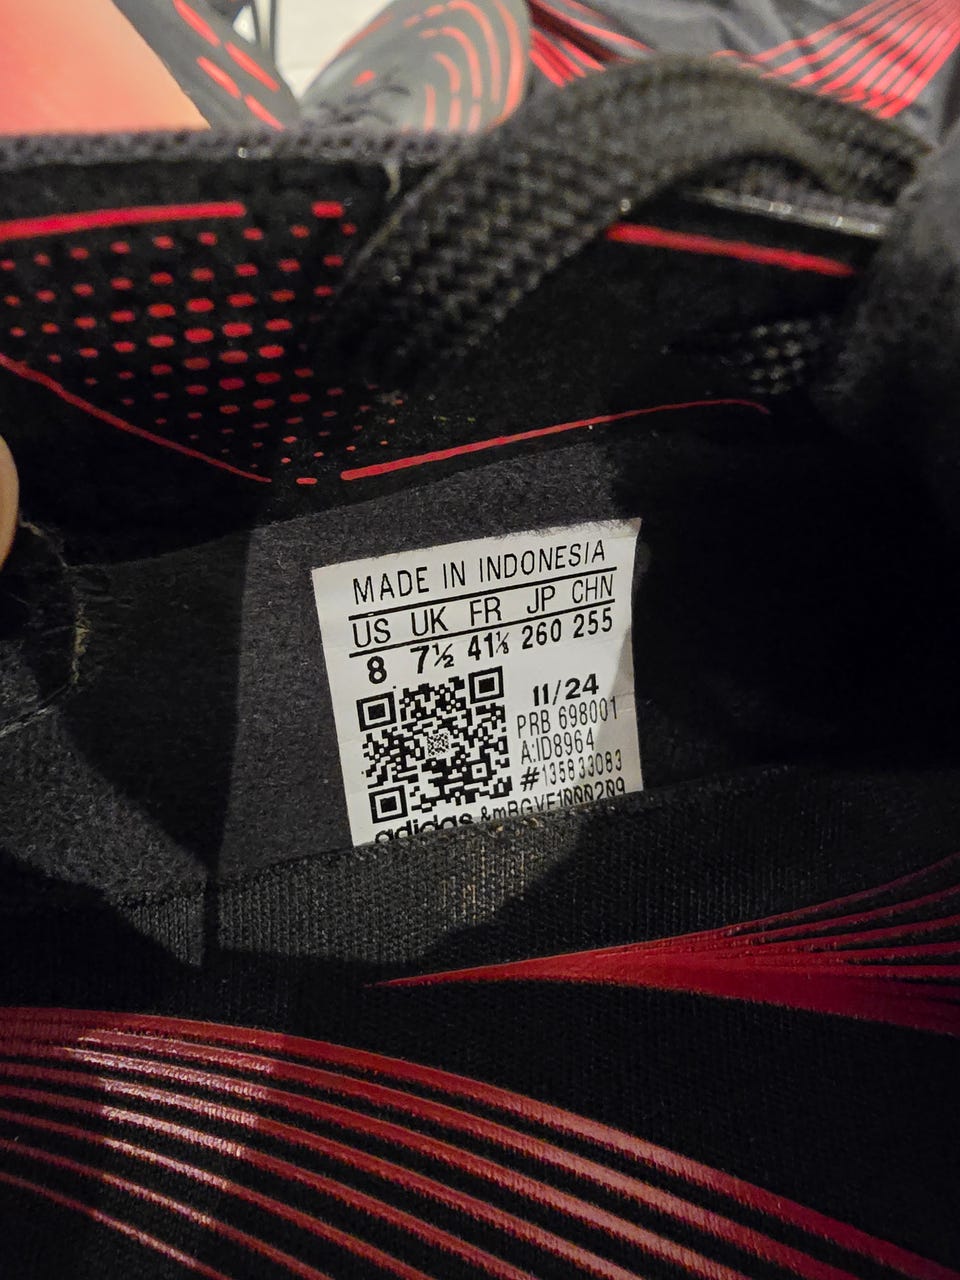 MADE IN INDONESIA
US UK FR JP CHN
8 7½ 41⅓ 260 255
11/24
PRB 698001
A:ID8964
#135833083
adidas &mBGVF1000209